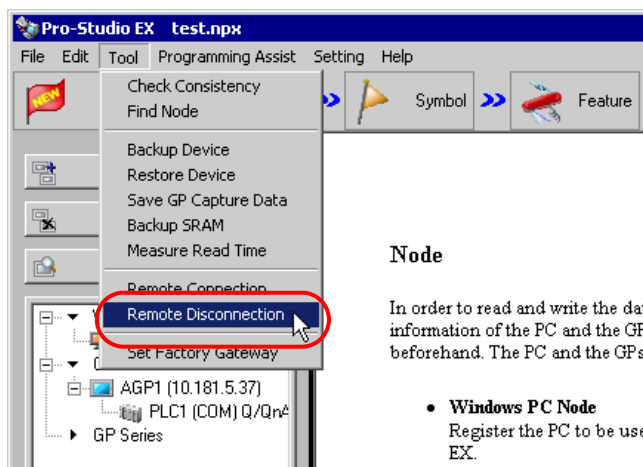 Pro-Studio EX test.npx
File Edit Tool Programming Assist Setting Help
NEW
Symbol
Feature
Check Consistency
Find Node
Backup Device
Restore Device
Save GP Capture Data
Backup SRAM
Measure Read Time
Remote Connection
Remote Disconnection
Set Factory Gateway
AGP1 (10.181.5.37)
PLC1 (COM) Q/QnA
GP Series
Node
In order to read and write the da
information of the PC and the GP
beforehand. The PC and the GPs
• Windows PC Node
Register the PC to be use
EX.